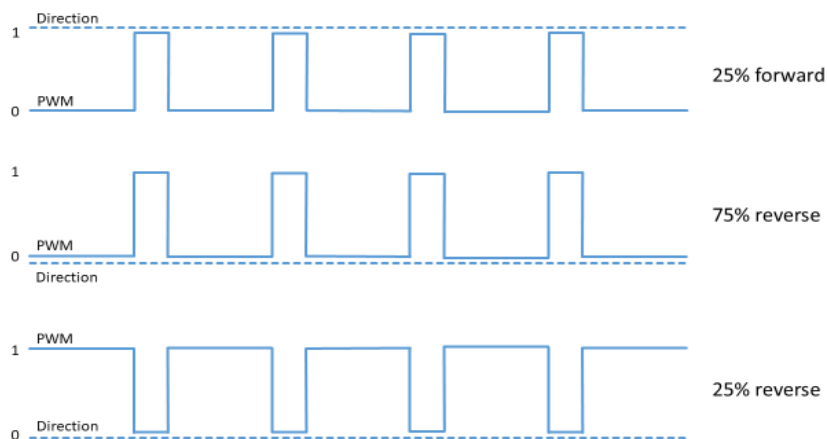 Direction
1
25% forward
PWM
0
1
75% reverse
PWM
0
Direction
PWM
1
25% reverse
Direction
0